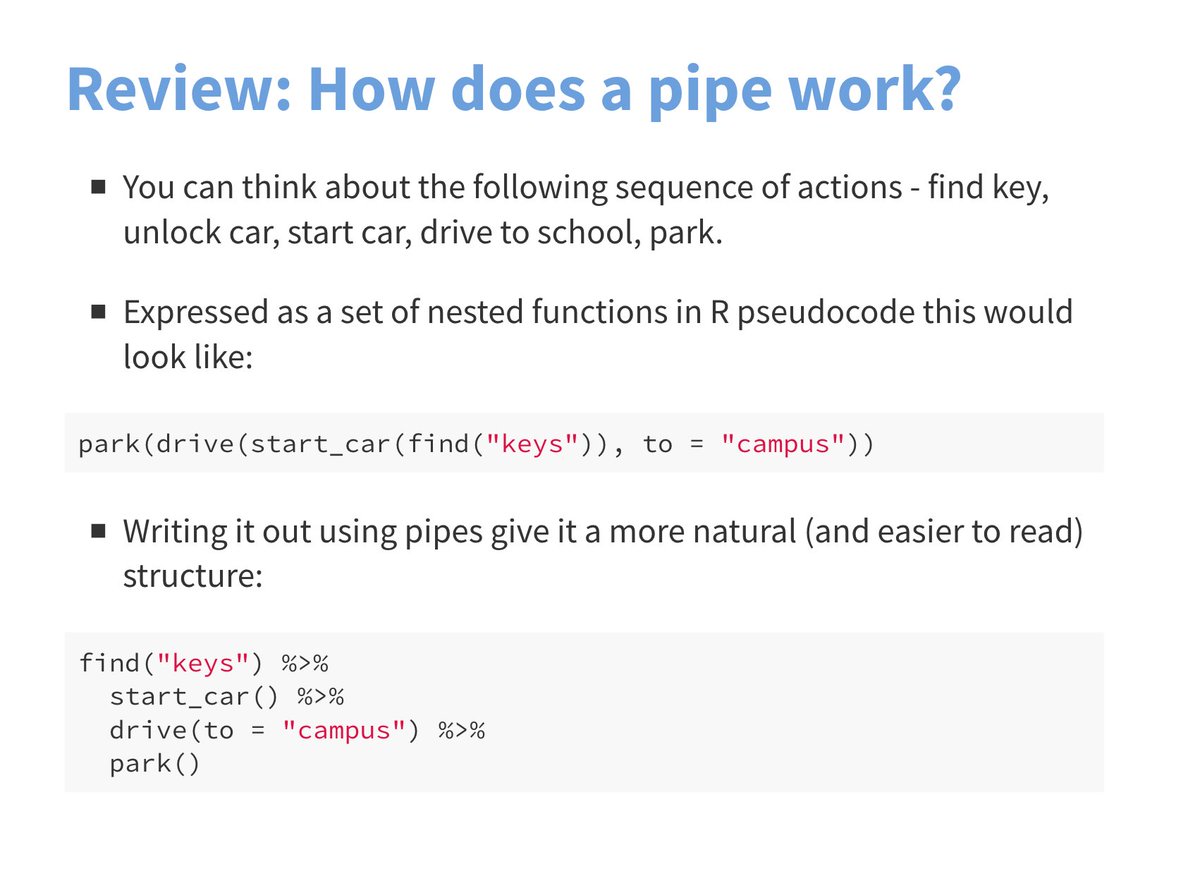 Review: How does a pipe work?
■ You can think about the following sequence of actions - find key,
unlock car, start car, drive to school, park.
■ Expressed as a set of nested functions in R pseudocode this would
look like:
park(drive(start_car(find("keys")), to = "campus"))
■ Writing it out using pipes give it a more natural (and easier to read)
structure:
find("keys") %>%
  start_car() %>%
  drive(to = "campus") %>%
  park()